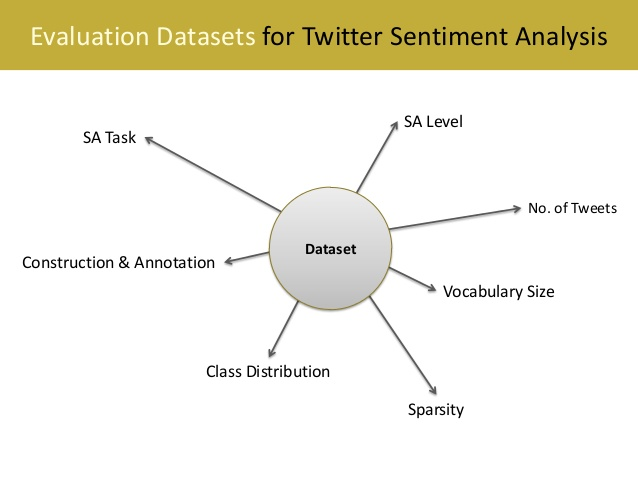 Evaluation Datasets for Twitter Sentiment Analysis
SA Level
SA Task
No. of Tweets
Dataset
Construction & Annotation
Vocabulary Size
Class Distribution
Sparsity